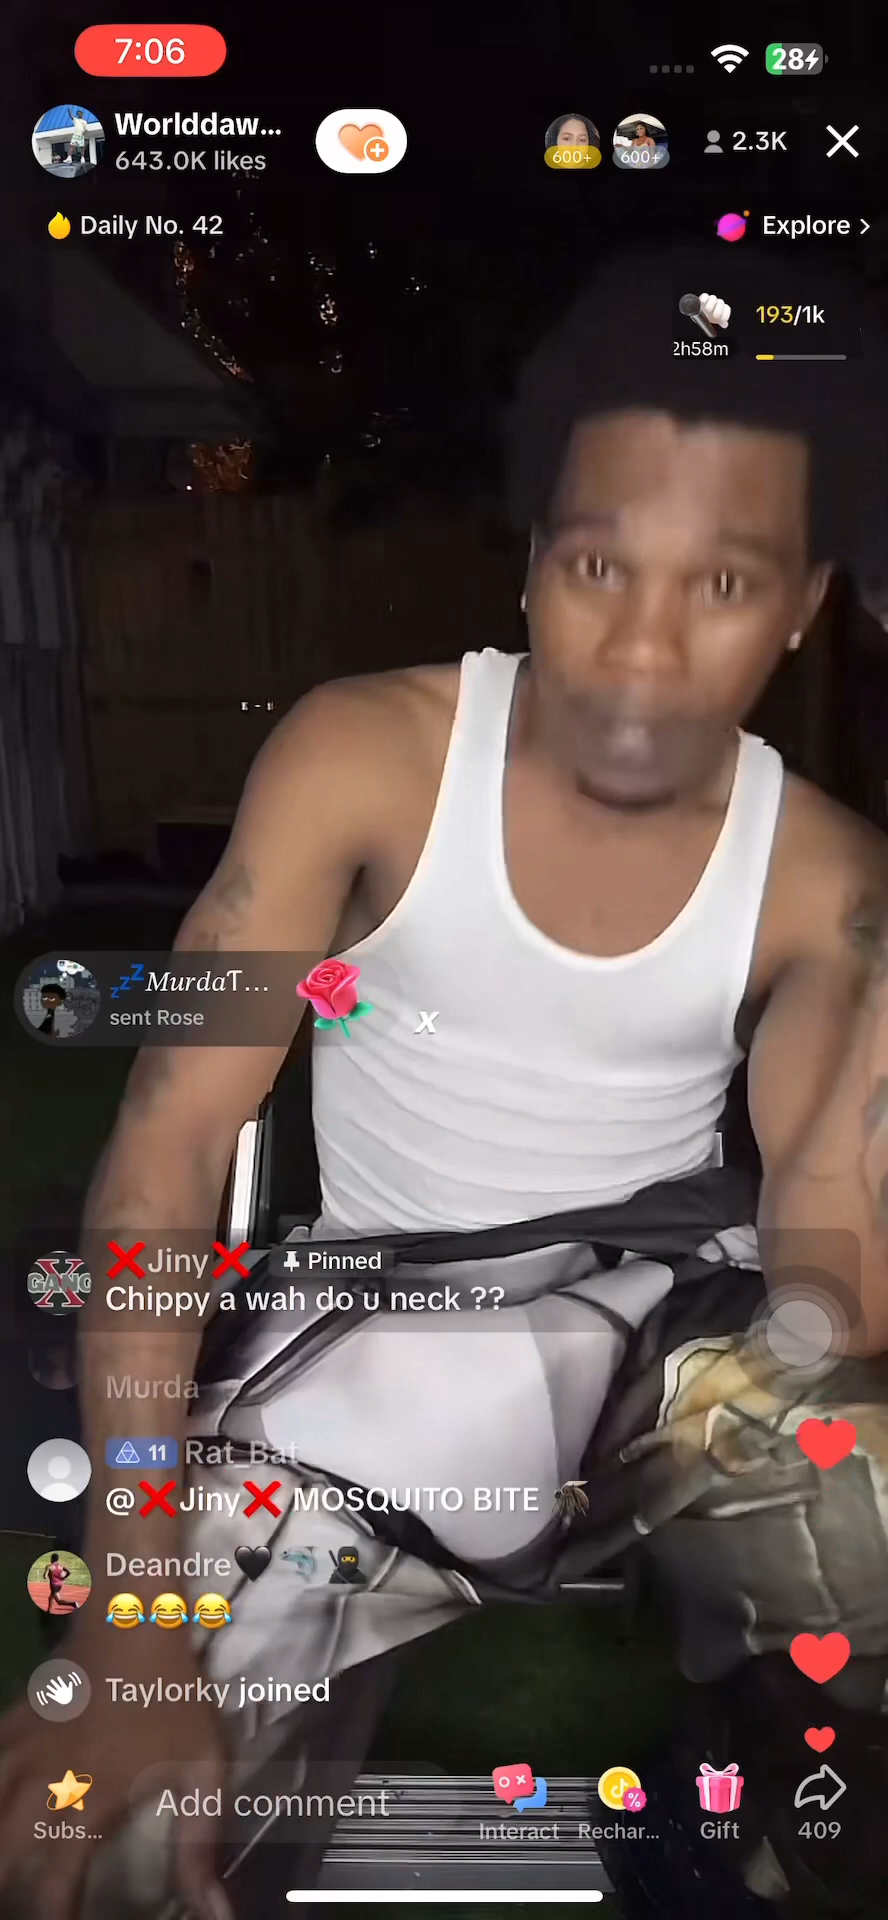 7:06
28
Worlddaw...
643.0K likes
600+
600+
2.3K
Daily No. 42
Explore >
193/1k
2h58m
MurdaT...
sent Rose
x
GANG
X
❌Jiny❌ Pinned
Chippy a wah do u neck ??
Murda
11 Rat_Bat
@❌Jiny❌ MOSQUITO BITE 🦟
Deandre🖤🦈🥷
😂😂😂
Taylorky joined
Subs...
Add comment
Interact
Rechar...
Gift
409